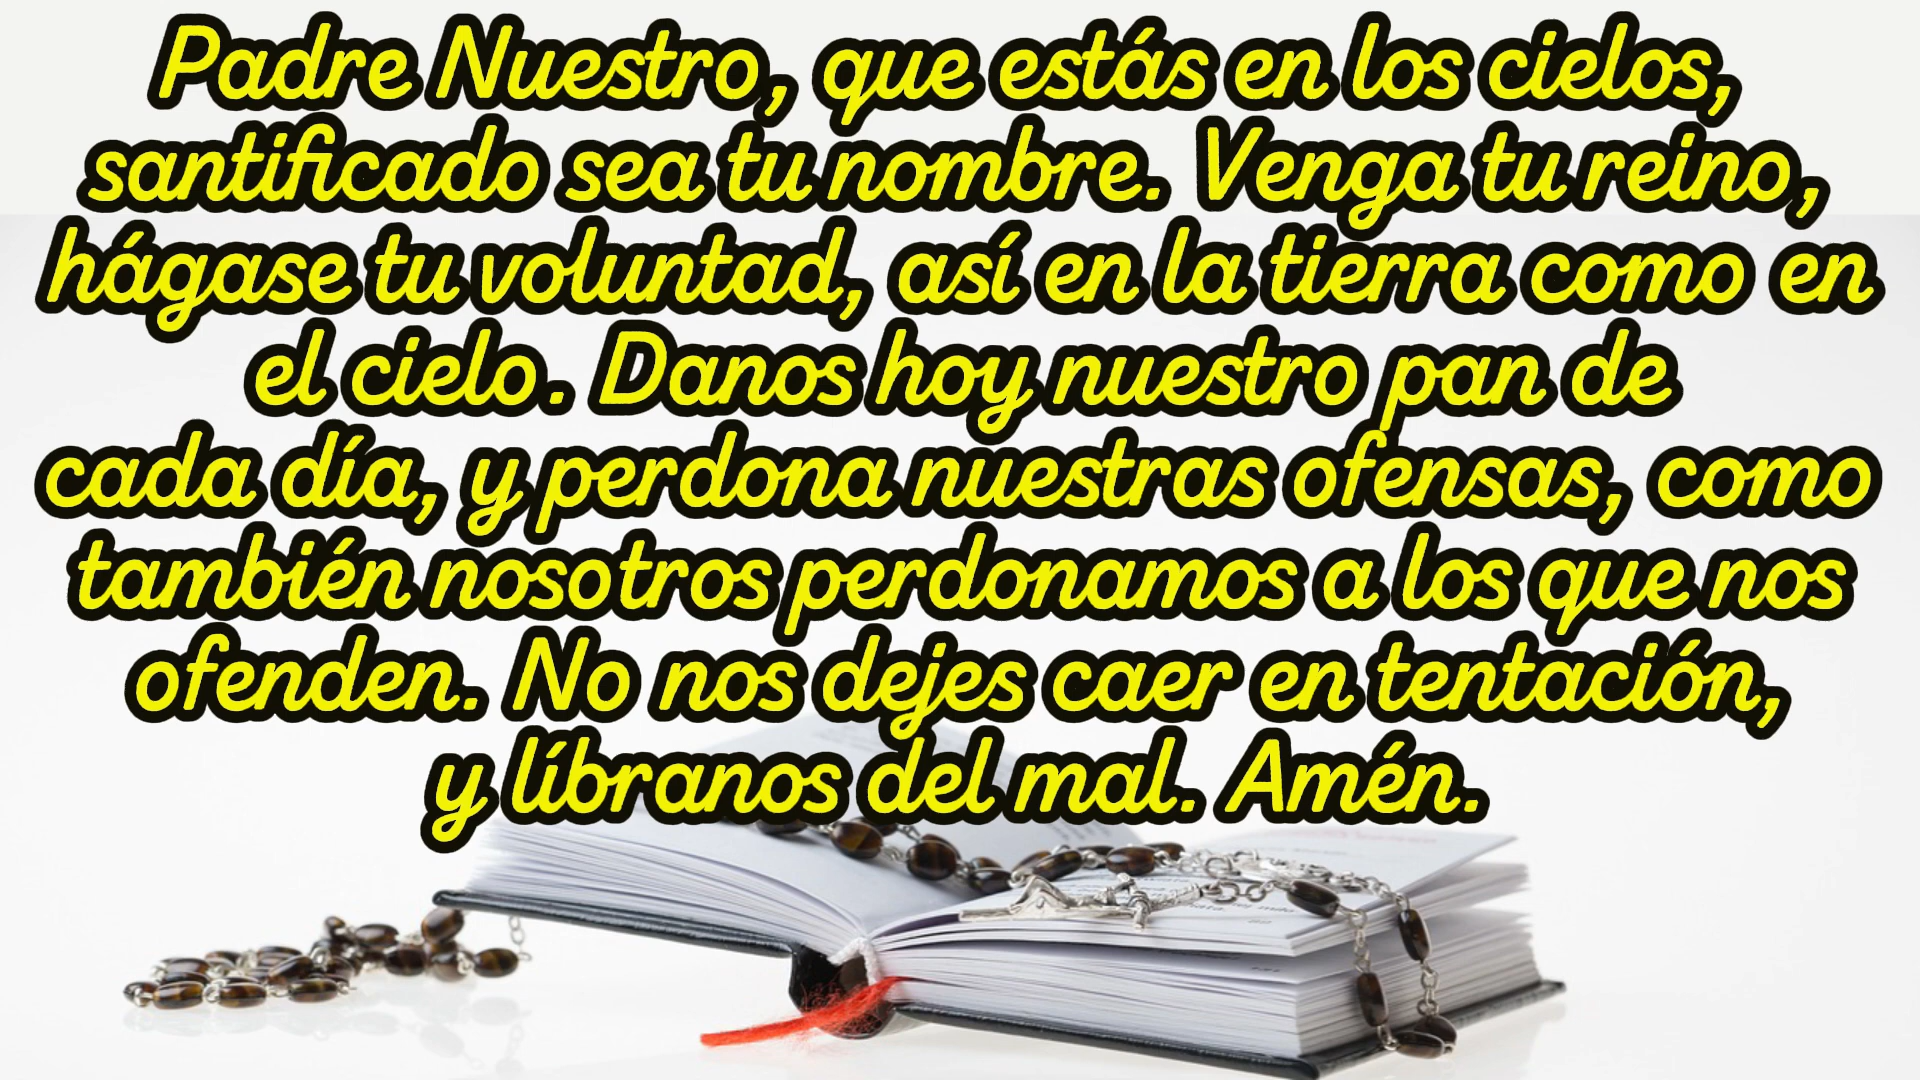 Padre Nuestro, que estás en los cielos,
santificado sea tu nombre. Venga tu reino,
hágase tu voluntad, así en la tierra como en
el cielo. Danos hoy nuestro pan de
cada día, y perdona nuestras ofensas, como
también nosotros perdonamos a los que nos
ofenden. No nos dejes caer en tentación,
y líbranos del mal. Amén.